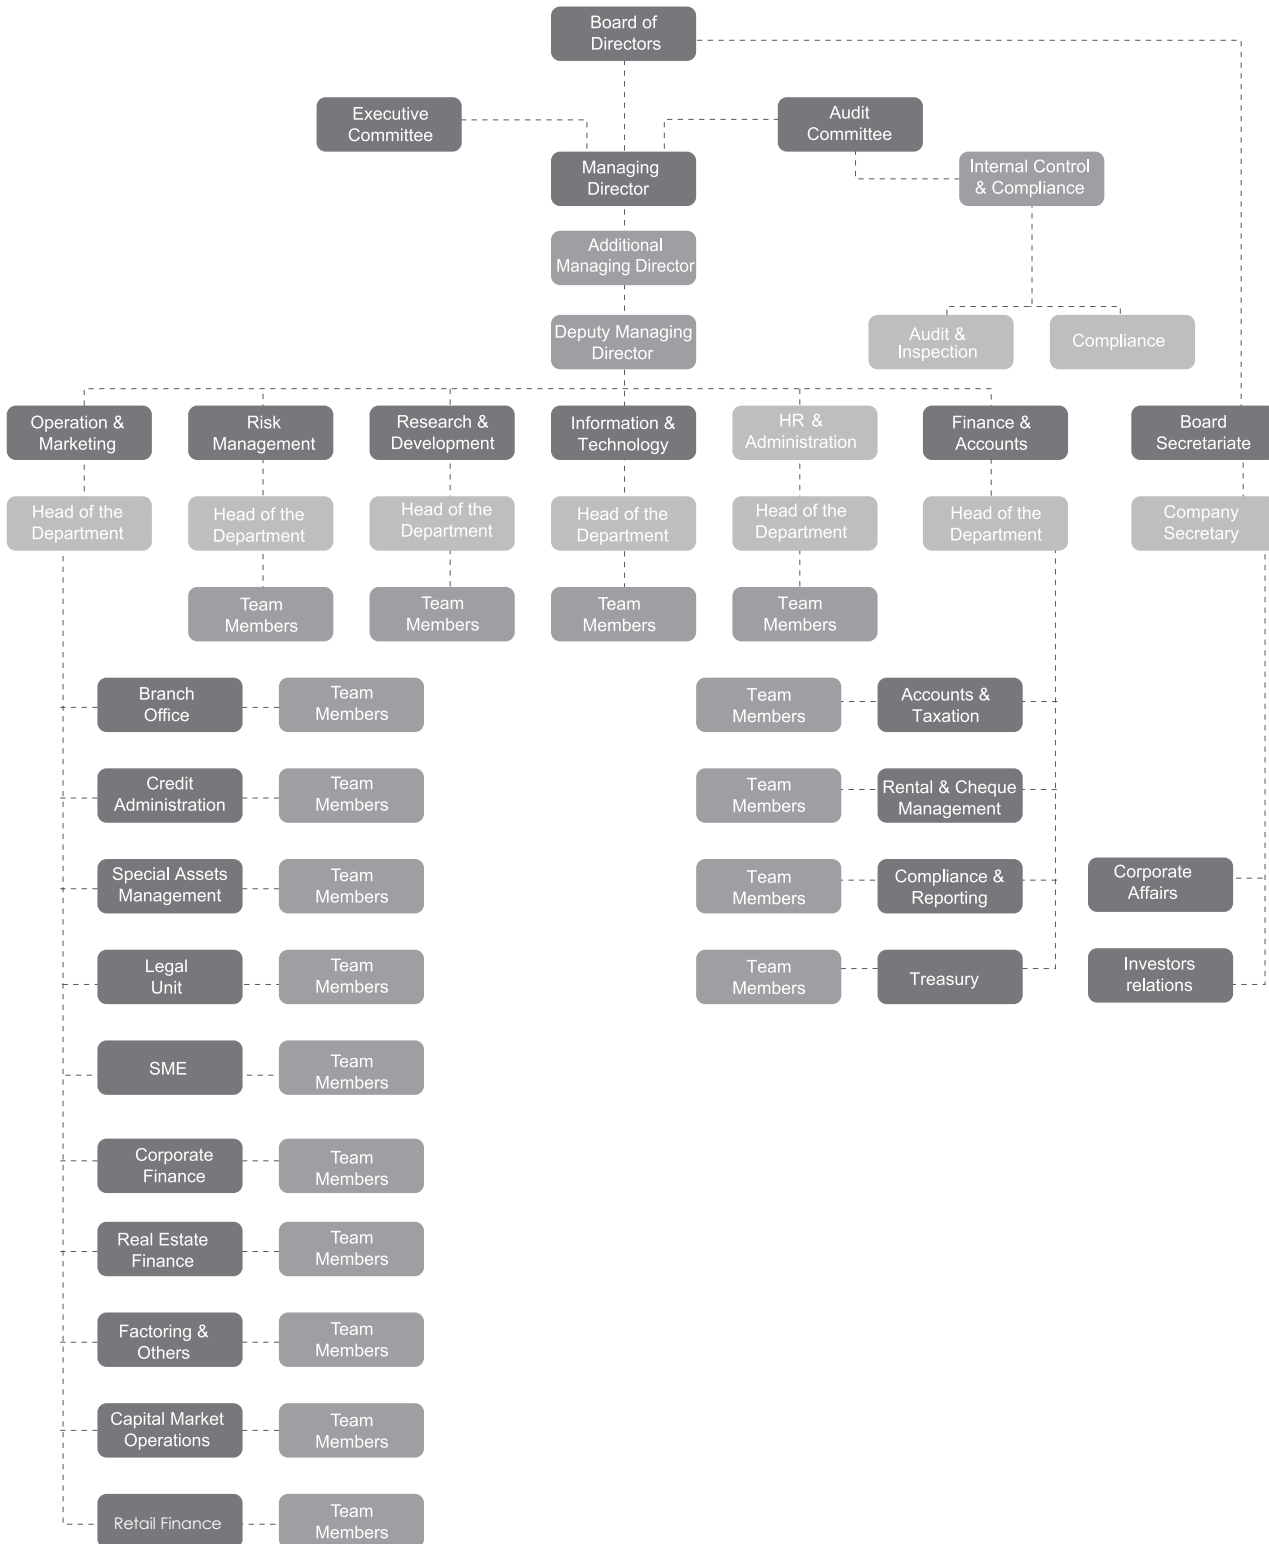 Board of
Directors
Executive
Committee
Audit
Committee
Managing
Director
Internal Control
& Compliance
Additional
Managing Director
Deputy Managing
Director
Audit &
Inspection
Compliance
Operation &
Marketing
Risk
Management
Research &
Development
Information &
Technology
HR &
Administration
Finance &
Accounts
Board
Secretariate
Head of the
Department
Head of the
Department
Head of the
Department
Head of the
Department
Head of the
Department
Head of the
Department
Company
Secretary
Team
Members
Team
Members
Team
Members
Team
Members
Branch
Office
Team
Members
Team
Members
Accounts &
Taxation
Credit
Administration
Team
Members
Team
Members
Rental & Cheque
Management
Special Assets
Management
Team
Members
Team
Members
Compliance &
Reporting
Corporate
Affairs
Legal
Unit
Team
Members
Team
Members
Treasury
Investors
relations
SME
Team
Members
Corporate
Finance
Team
Members
Real Estate
Finance
Team
Members
Factoring &
Others
Team
Members
Capital Market
Operations
Team
Members
Retail Finance
Team
Members